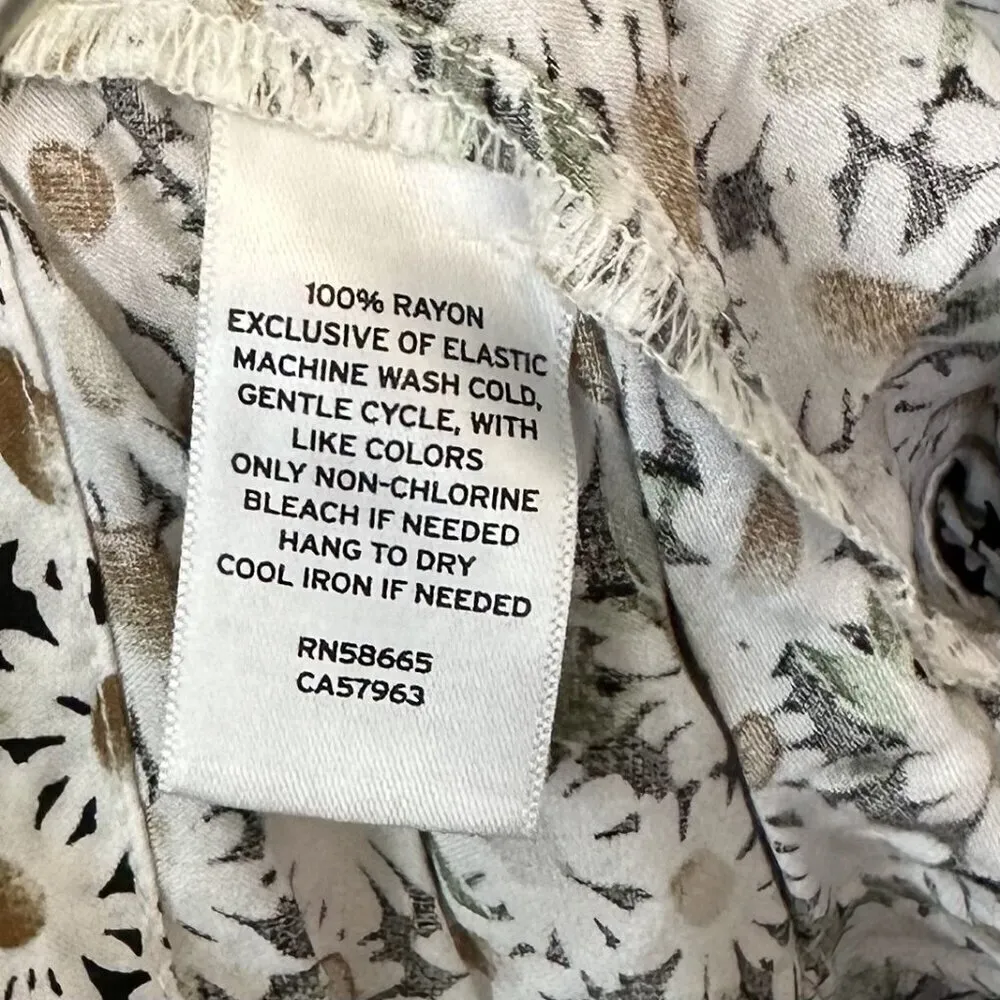 100% RAYON
EXCLUSIVE OF ELASTIC
MACHINE WASH COLD,
GENTLE CYCLE, WITH
LIKE COLORS
ONLY NON-CHLORINE
BLEACH IF NEEDED
HANG TO DRY
COOL IRON IF NEEDED
RN58665
CA57963